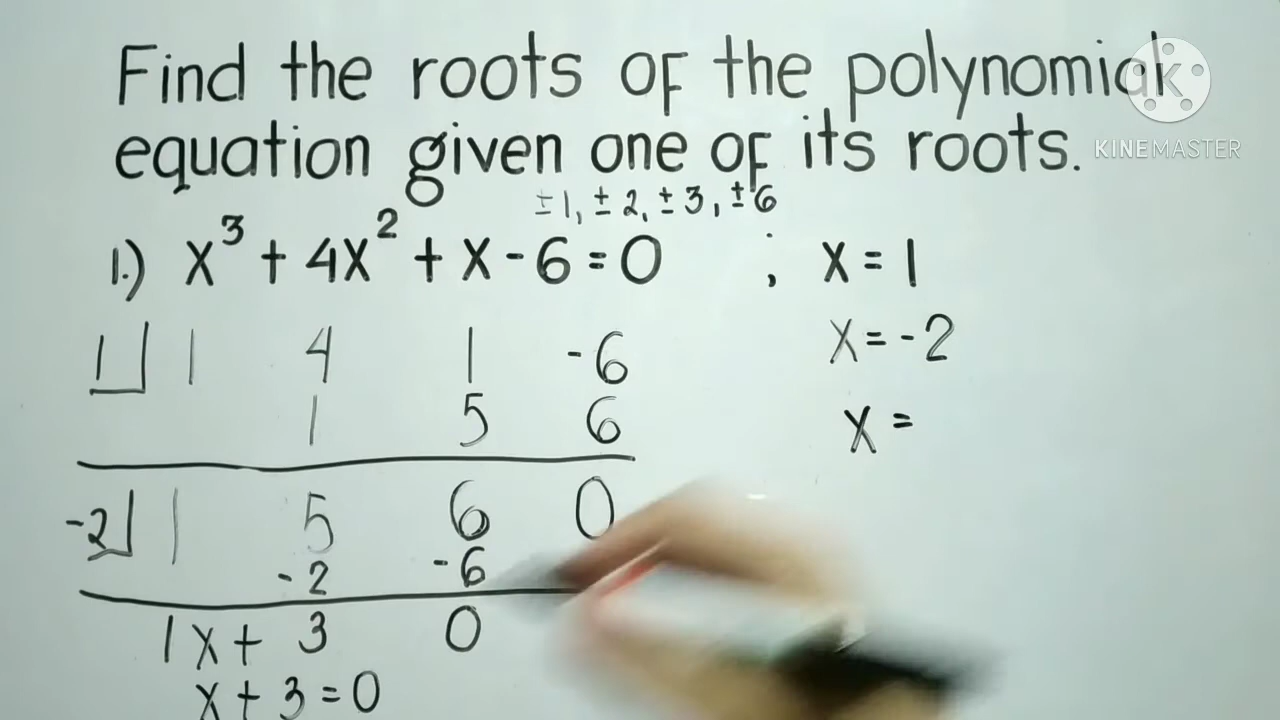 Find the roots of the polynomial
equation given one of its roots.
KINEMASTER
±1, ±2, ±3, ±6
1.) x³ + 4x² + x - 6 = 0 ; x = 1
x = -2
x =
1 1 4 1 -6
1 5 6
-2 1 5 6 0
-2 -6
1x + 3 0
x + 3 = 0